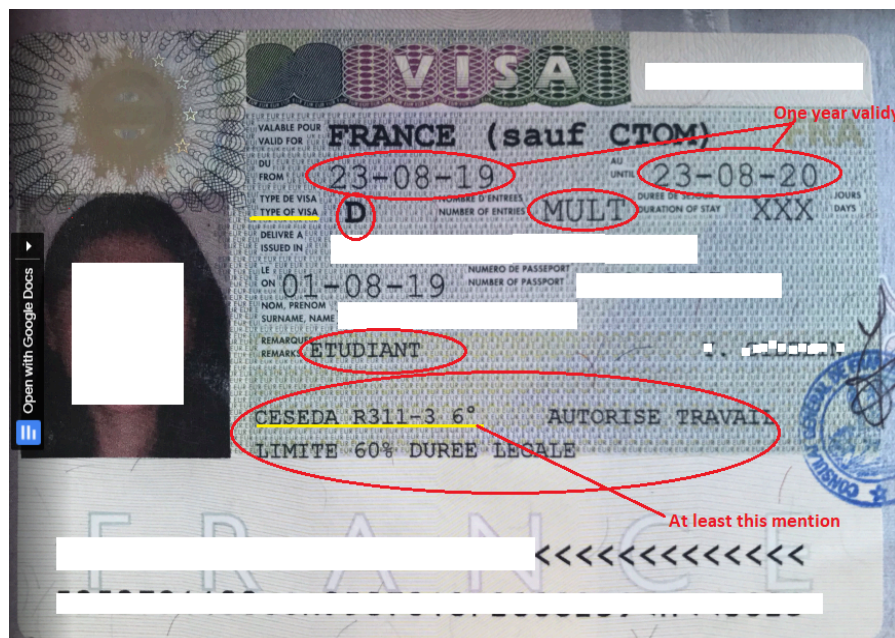 VISA
One year validy
VALABLE POUR
VALID FOR
FRANCE (sauf CTOM)
DU
FROM
23-08-19
AU
UNTIL
23-08-20
TYPE DE VISA
TYPE OF VISA
D
NOMBRE D'ENTREES
NUMBER OF ENTRIES
MULT
DUREE DE SEJOUR
DURATION OF STAY
XXX
JOURS
DAYS
DELIVRE A
ISSUED IN
LE
ON
01-08-19
NUMERO DE PASSEPORT
NUMBER OF PASSPORT
NOM, PRENOM
SURNAME, NAME
REMARQUES
REMARKS
ETUDIANT
CESEDA R311-3 6° AUTORISE TRAVAIL
LIMITE 60% DUREE LEGALE
CONSULAT GENERAL DE
At least this mention
FRANCE
<<<<<<<<<<<<<
Open with Google Docs